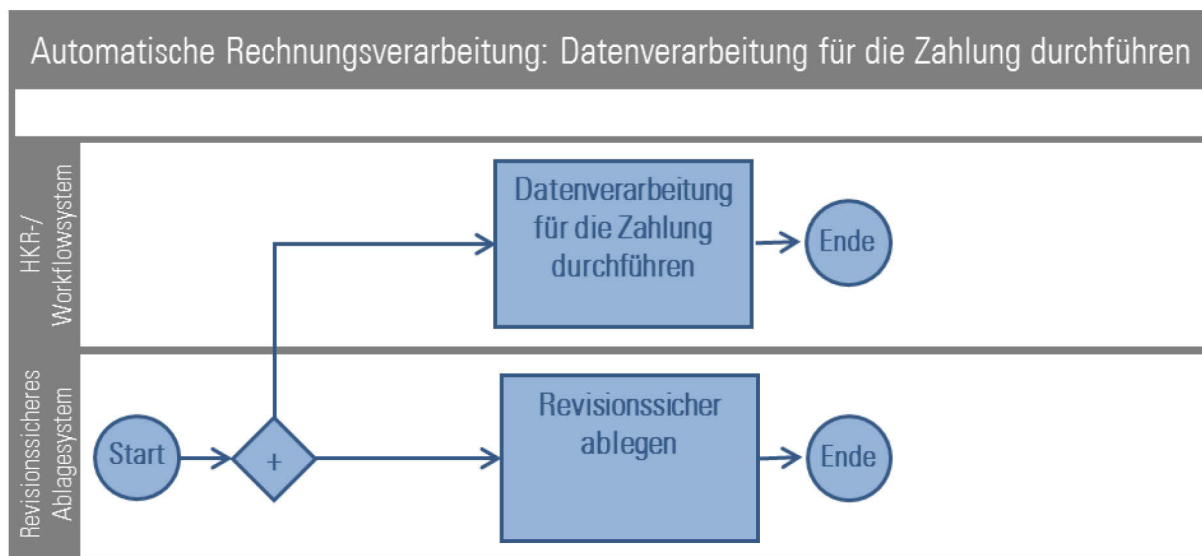 Automatische Rechnungsverarbeitung: Datenverarbeitung für die Zahlung durchführen
HKR-/
Workflowsystem
Datenverarbeitung
für die Zahlung
durchführen
Ende
Revisionssicheres
Ablagesystem
Start
+
Revisionssicher
ablegen
Ende